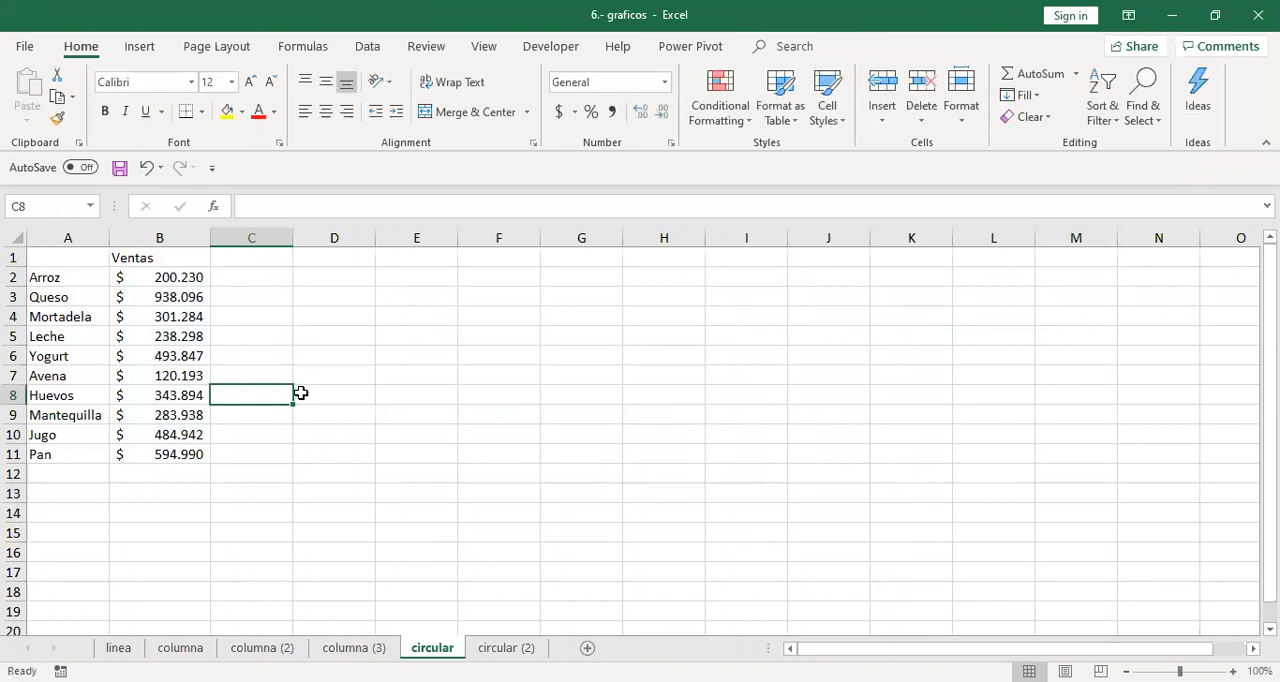 6.- graficos - Excel
Sign in
File Home Insert Page Layout Formulas Data Review View Developer Help Power Pivot Search Share Comments
Paste
Clipboard
Calibri 12
B I U
Font
Wrap Text
Merge & Center
Alignment
General
$ % ,
Number
Conditional Formatting
Format as Table
Cell Styles
Styles
Insert Delete Format
Cells
AutoSum
Fill
Clear
Sort & Filter
Find & Select
Editing
Ideas
Ideas
AutoSave Off
C8
fx
A B C D E F G H I J K L M N O
1 Ventas
2 Arroz $ 200.230
3 Queso $ 938.096
4 Mortadela $ 301.284
5 Leche $ 238.298
6 Yogurt $ 493.847
7 Avena $ 120.193
8 Huevos $ 343.894
9 Mantequilla $ 283.938
10 Jugo $ 484.942
11 Pan $ 594.990
12
13
14
15
16
17
18
19
20
linea columna columna (2) columna (3) circular circular (2)
Ready 100%